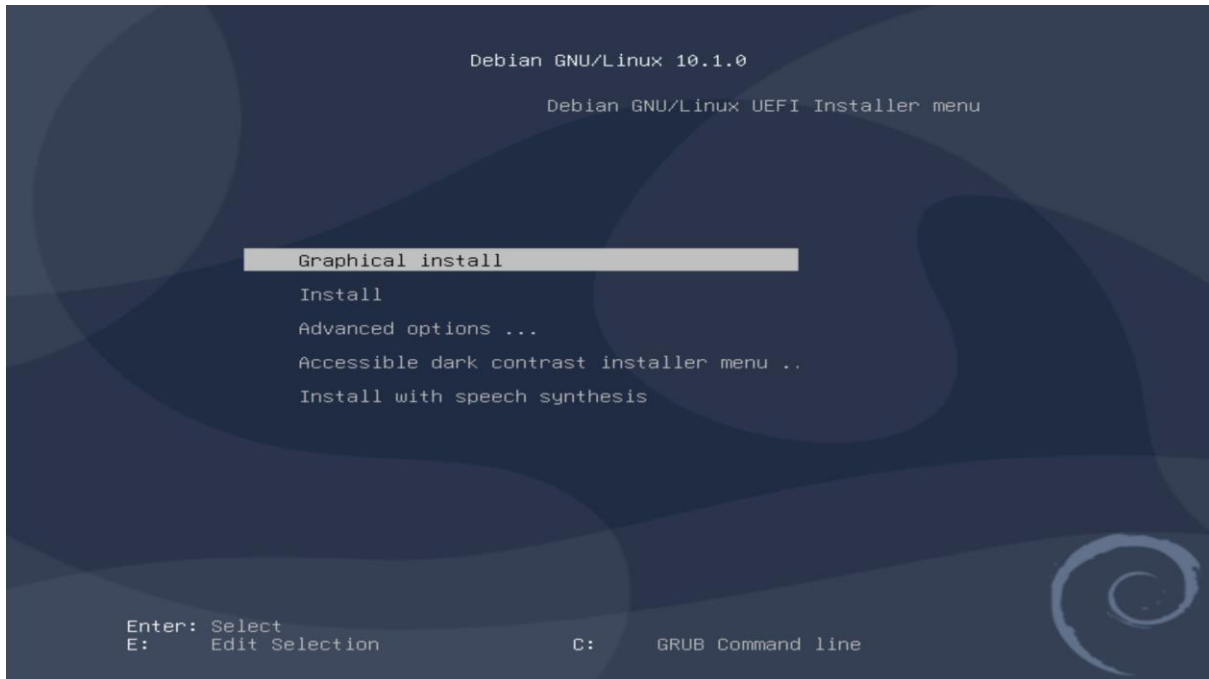 Debian GNU/Linux 10.1.0
Debian GNU/Linux UEFI Installer menu
Graphical install
Install
Advanced options ...
Accessible dark contrast installer menu ..
Install with speech synthesis
Enter: Select
E: Edit Selection C: GRUB Command line